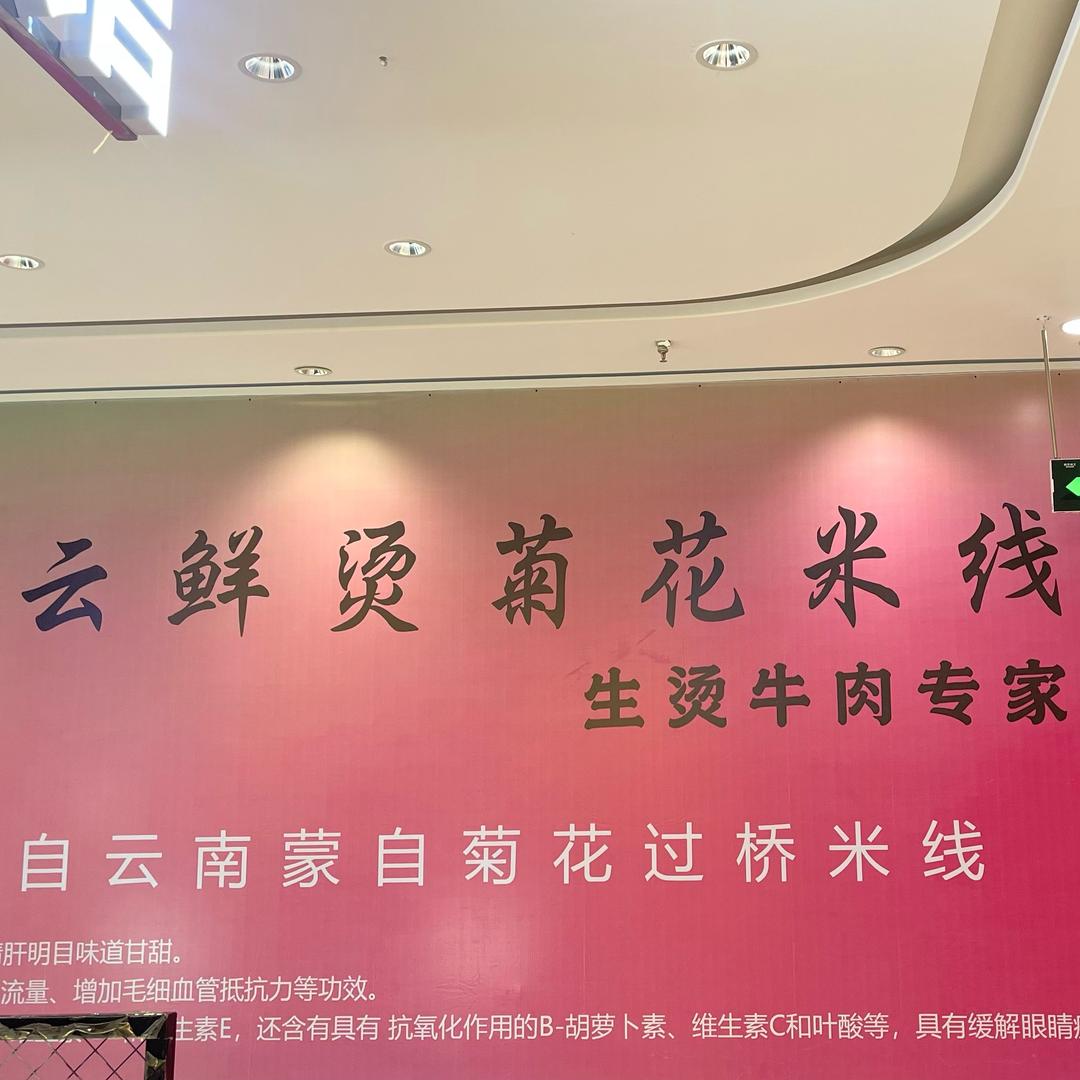 云鲜烫菊花米线
生烫牛肉专家
自云南蒙自菊花过桥米线
肝明目味道甘甜。
流量、增加毛细血管抵抗力等功效。
生素E，还含有具有 抗氧化作用的B-胡萝卜素、维生素C和叶酸等，具有缓解眼睛